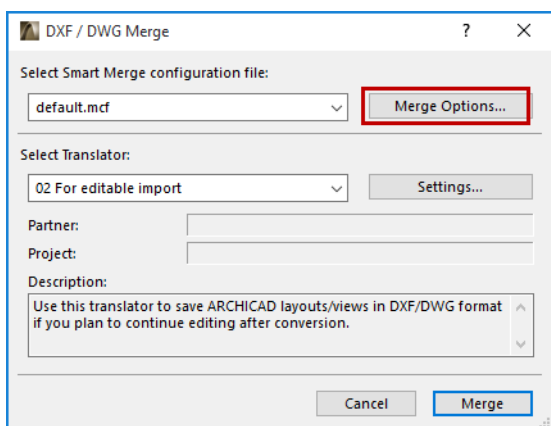 DXF / DWG Merge ?
Select Smart Merge configuration file:
default.mcf Merge Options...
Select Translator:
02 For editable import Settings...
Partner:
Project:
Description:
Use this translator to save ARCHICAD layouts/views in DXF/DWG format
if you plan to continue editing after conversion.
Cancel Merge